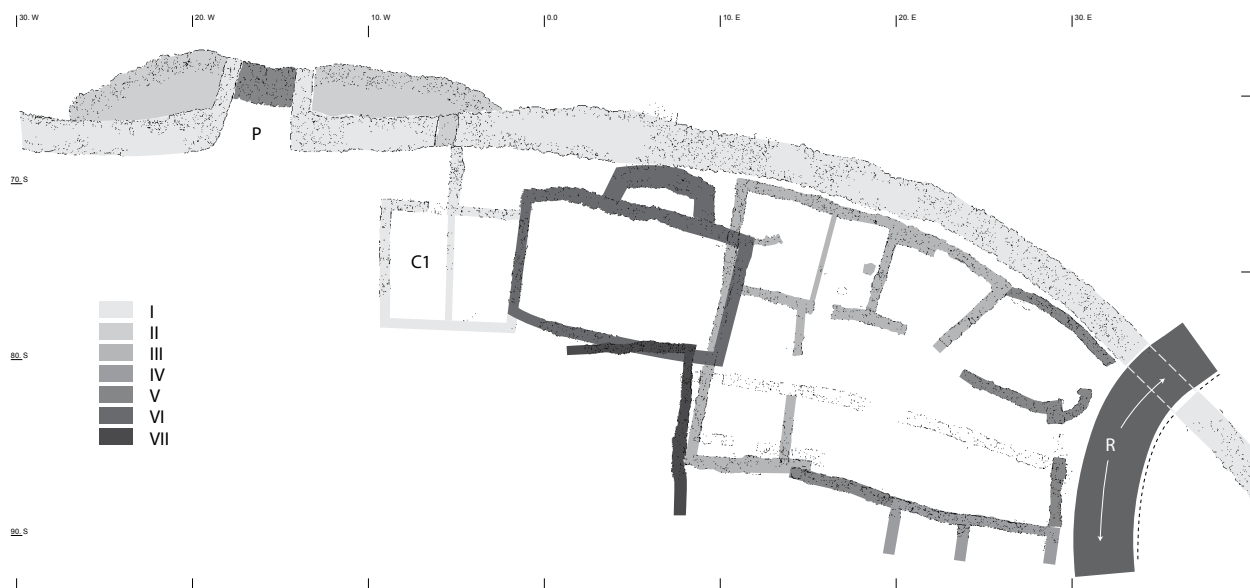 30. W
20. W
10. W
0.0
10. E
20. E
30. E
P
70. S
C1
I
II
III
IV
V
VI
VII
80. S
R
90. S